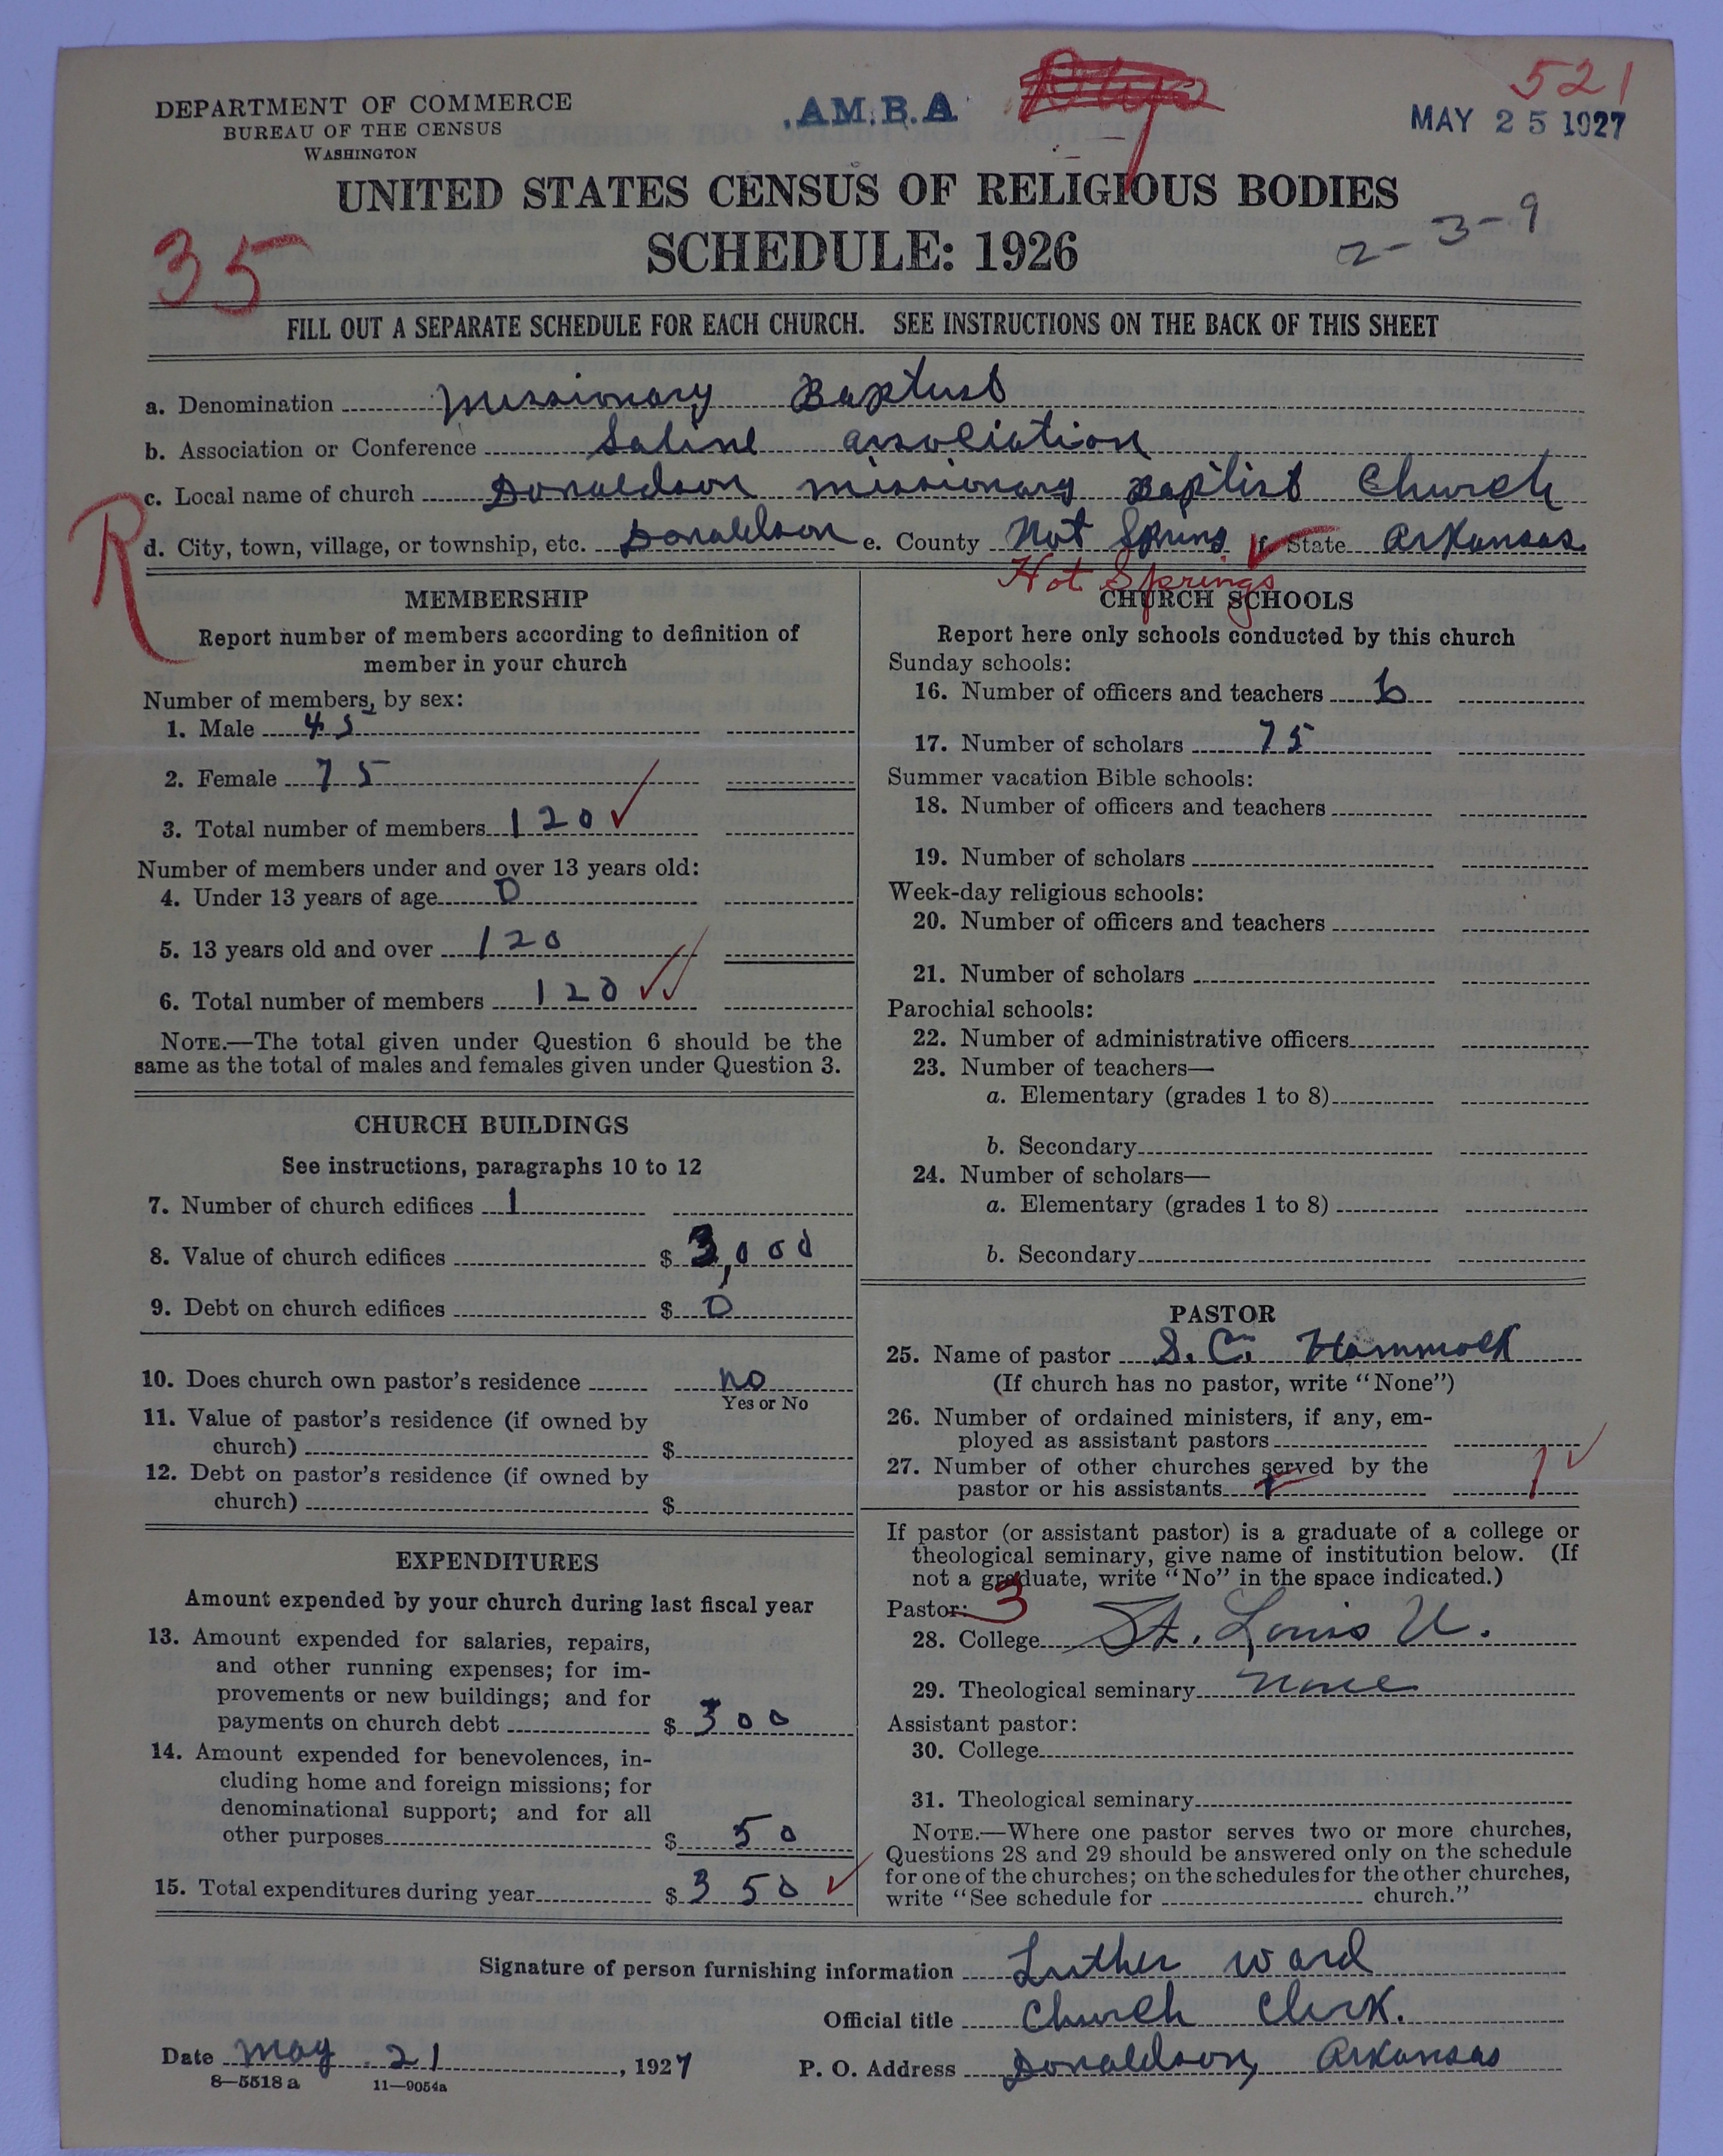 DEPARTMENT OF COMMERCE
BUREAU OF THE CENSUS
WASHINGTON
AM.B.A
521
MAY 25 1927
UNITED STATES CENSUS OF RELIGIOUS BODIES
SCHEDULE: 1926
35
2-3-9
FILL OUT A SEPARATE SCHEDULE FOR EACH CHURCH. SEE INSTRUCTIONS ON THE BACK OF THIS SHEET
a. Denomination Missionary Baptist
b. Association or Conference Saline association
c. Local name of church Donaldson missionary Baptist Church
R
d. City, town, village, or township, etc. Donaldson e. County Hot Spring f. State Arkansas
Hot Springs
MEMBERSHIP
Report number of members according to definition of
member in your church
Number of members, by sex:
1. Male 45
2. Female 75
3. Total number of members 120
Number of members under and over 13 years old:
4. Under 13 years of age 0
5. 13 years old and over 120
6. Total number of members 120
NOTE.—The total given under Question 6 should be the
same as the total of males and females given under Question 3.
CHURCH BUILDINGS
See instructions, paragraphs 10 to 12
7. Number of church edifices 1
8. Value of church edifices $ 3,000
9. Debt on church edifices $ 0
10. Does church own pastor's residence no
Yes or No
11. Value of pastor's residence (if owned by
church) $
12. Debt on pastor's residence (if owned by
church) $
EXPENDITURES
Amount expended by your church during last fiscal year
13. Amount expended for salaries, repairs,
and other running expenses; for im-
provements or new buildings; and for
payments on church debt $ 300
14. Amount expended for benevolences, in-
cluding home and foreign missions; for
denominational support; and for all
other purposes $ 50
15. Total expenditures during year $ 350
CHURCH SCHOOLS
Report here only schools conducted by this church
Sunday schools:
16. Number of officers and teachers 6
17. Number of scholars 75
Summer vacation Bible schools:
18. Number of officers and teachers
19. Number of scholars
Week-day religious schools:
20. Number of officers and teachers
21. Number of scholars
Parochial schools:
22. Number of administrative officers
23. Number of teachers—
a. Elementary (grades 1 to 8)
b. Secondary
24. Number of scholars—
a. Elementary (grades 1 to 8)
b. Secondary
PASTOR
25. Name of pastor S. C.
(If church has no pastor, write "None")
26. Number of ordained ministers, if any, em-
ployed as assistant pastors
27. Number of other churches served by the
pastor or his assistants 1
If pastor (or assistant pastor) is a graduate of a college or
theological seminary, give name of institution below. (If
not a graduate, write "No" in the space indicated.)
Pastor: 3
28. College St. Louis U.
29. Theological seminary none
Assistant pastor:
30. College
31. Theological seminary
NOTE.—Where one pastor serves two or more churches,
Questions 28 and 29 should be answered only on the schedule
for one of the churches; on the schedules for the other churches,
write "See schedule for church."
Signature of person furnishing information Luther Ward
Official title Church Clerk.
Date May 21, 1927 P. O. Address Donaldson, Arkansas
8—5518 a 11—9054a